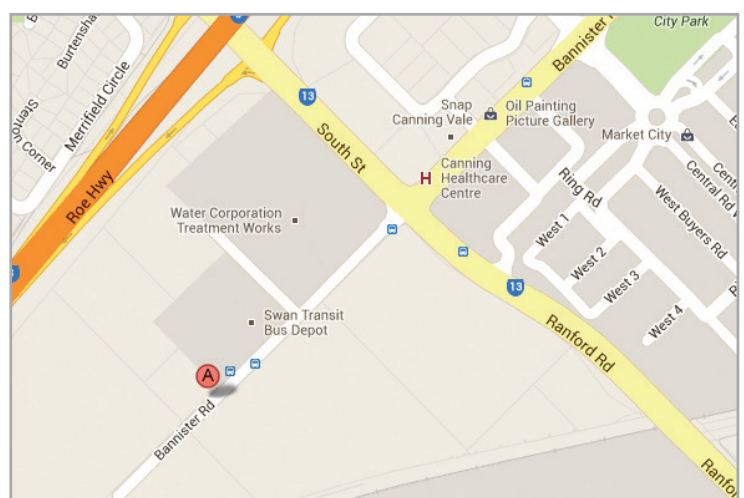 City Park
Burtensha
Merrifield Circle
on Corner
Bannister
13
South St
Snap
Canning Vale
Oil Painting
Picture Gallery
Market City
H
Canning
Healthcare
Centre
Roe Hwy
Ring Rd
Central Rd W
West Buyers Rd
Water Corporation
Treatment Works
West 1
West 2
West 3
West 4
13
Swan Transit
Bus Depot
Ranford Rd
A
Bannister Rd
Ranfo